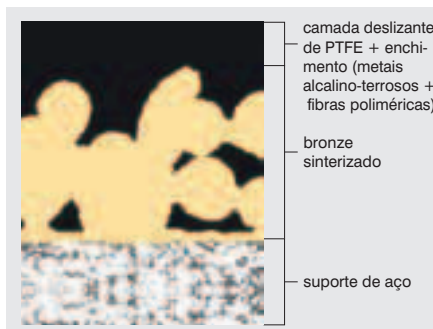 camada deslizante
de PTFE + enchi-
mento (metais
alcalino-terrosos +
fibras poliméricas)
bronze
sinterizado
suporte de aço